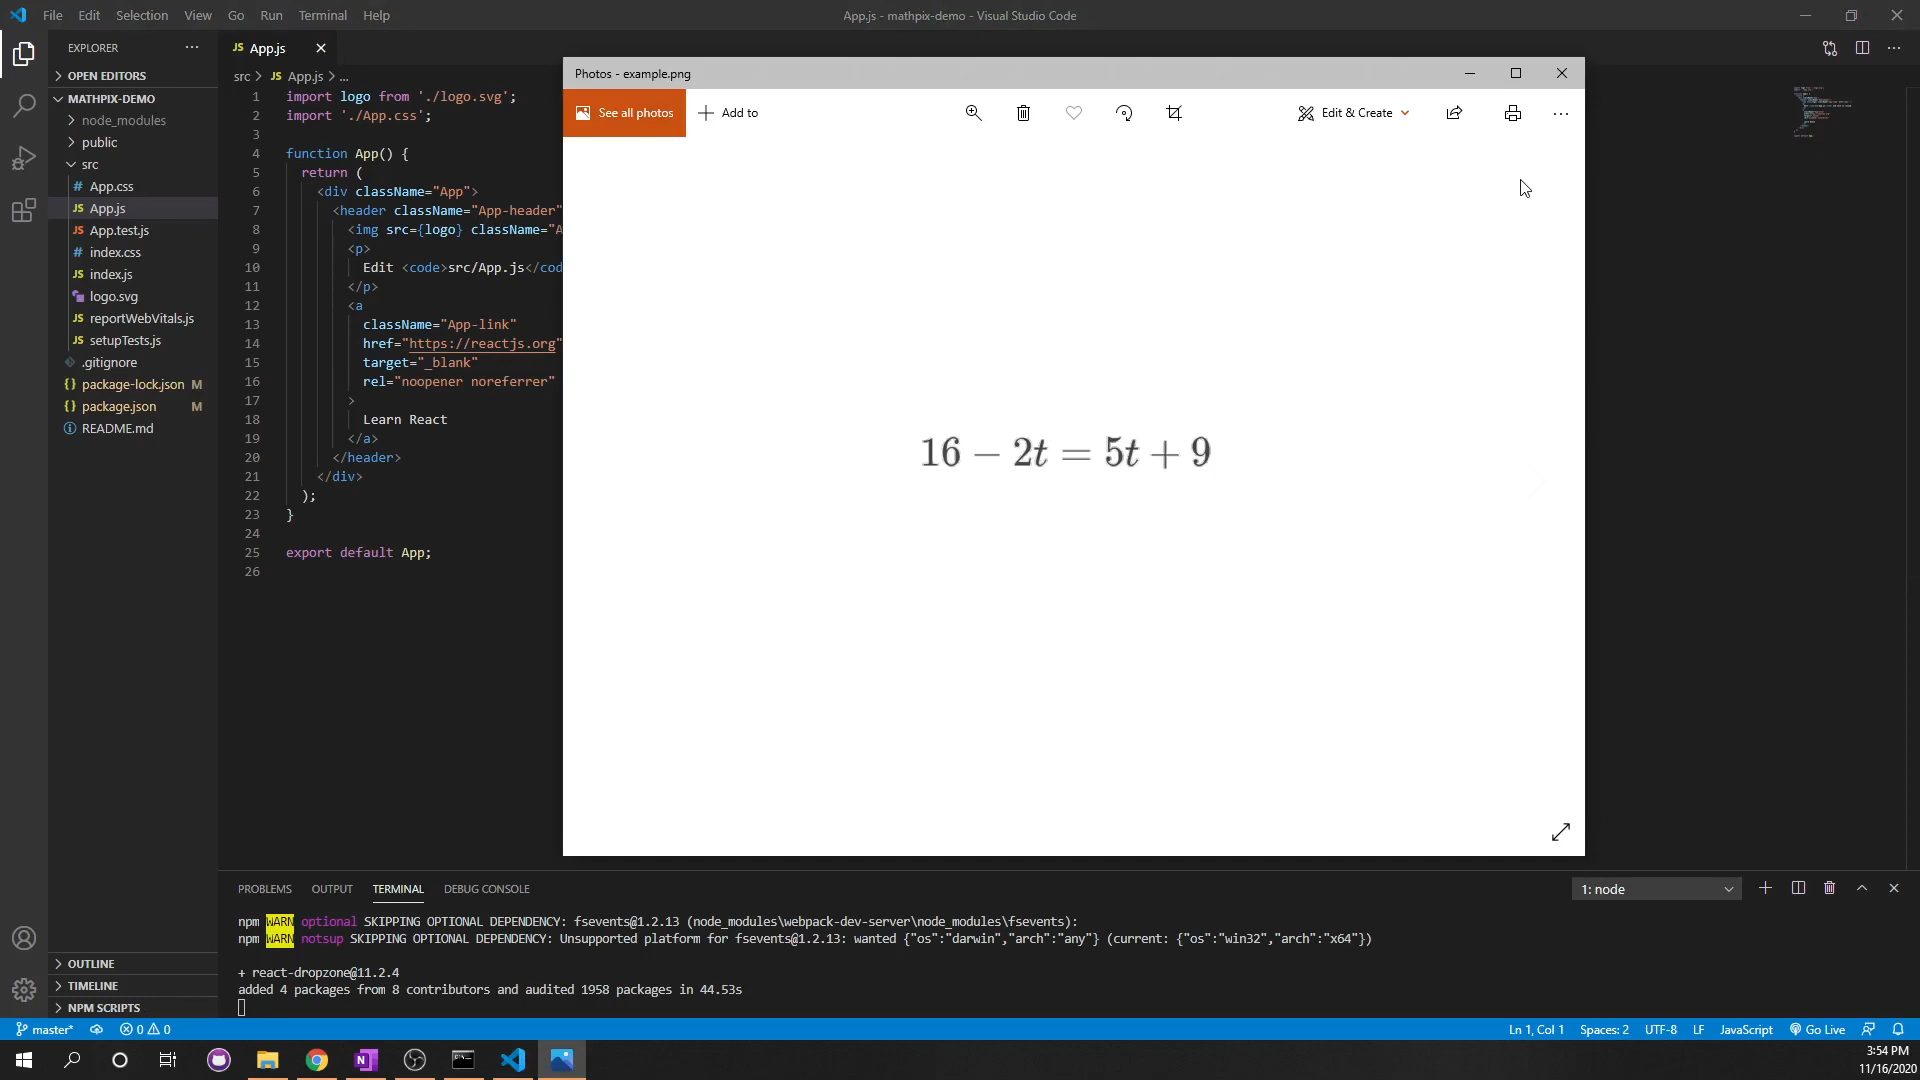 File Edit Selection View Go Run Terminal Help
App.js - mathpix-demo - Visual Studio Code
EXPLORER
OPEN EDITORS
MATHPIX-DEMO
node_modules
public
src
# App.css
JS App.js
JS App.test.js
# index.css
JS index.js
logo.svg
JS reportWebVitals.js
JS setupTests.js
.gitignore
{} package-lock.json M
{} package.json M
README.md
OUTLINE
TIMELINE
NPM SCRIPTS
JS App.js
src > JS App.js > ...
1 import logo from './logo.svg';
2 import './App.css';
3
4 function App() {
5 return (
6 <div className="App">
7 <header className="App-header"
8 <img src={logo} className="A
9 <p>
10 Edit <code>src/App.js</cod
11 </p>
12 <a
13 className="App-link"
14 href="https://reactjs.org"
15 target="_blank"
16 rel="noopener noreferrer"
17 >
18 Learn React
19 </a>
20 </header>
21 </div>
22 );
23 }
24
25 export default App;
26
Photos - example.png
See all photos
Add to
Edit & Create
16 − 2t = 5t + 9
PROBLEMS OUTPUT TERMINAL DEBUG CONSOLE
1: node
npm WARN optional SKIPPING OPTIONAL DEPENDENCY: fsevents@1.2.13 (node_modules\webpack-dev-server\node_modules\fsevents):
npm WARN notsup SKIPPING OPTIONAL DEPENDENCY: Unsupported platform for fsevents@1.2.13: wanted {"os":"darwin","arch":"any"} (current: {"os":"win32","arch":"x64"})
+ react-dropzone@11.2.4
added 4 packages from 8 contributors and audited 1958 packages in 44.53s
master* 0 0
Ln 1, Col 1 Spaces: 2 UTF-8 LF JavaScript Go Live
3:54 PM
11/16/2020